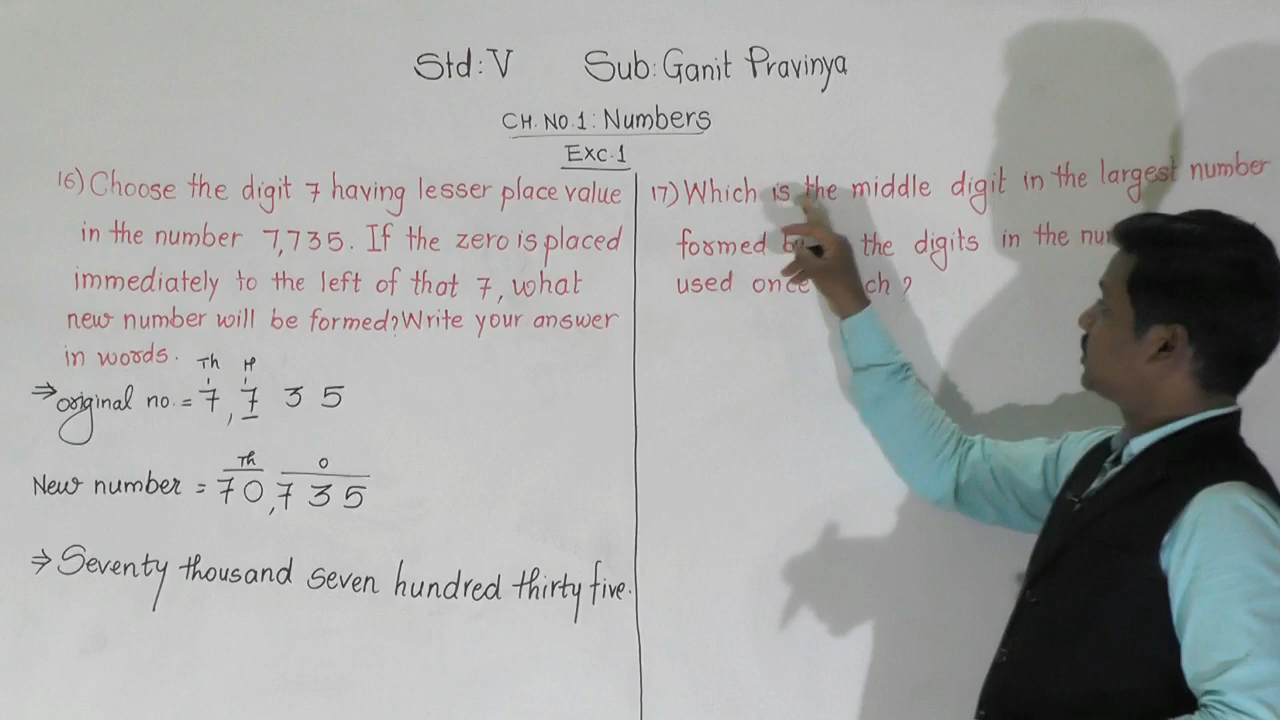 Std: V Sub: Ganit Pravinya
CH. NO. 1: Numbers
Exc. 1
16) Choose the digit 7 having lesser place value
in the number 7,735. If the zero is placed
immediately to the left of that 7, what
new number will be formed? Write your answer
in words.
Th H
⇒ original no. = 7,7 3 5
Th O
New number = 70,735
⇒ Seventy thousand seven hundred thirty five.
17) Which is the middle digit in the largest number
formed the digits in the
used once ?